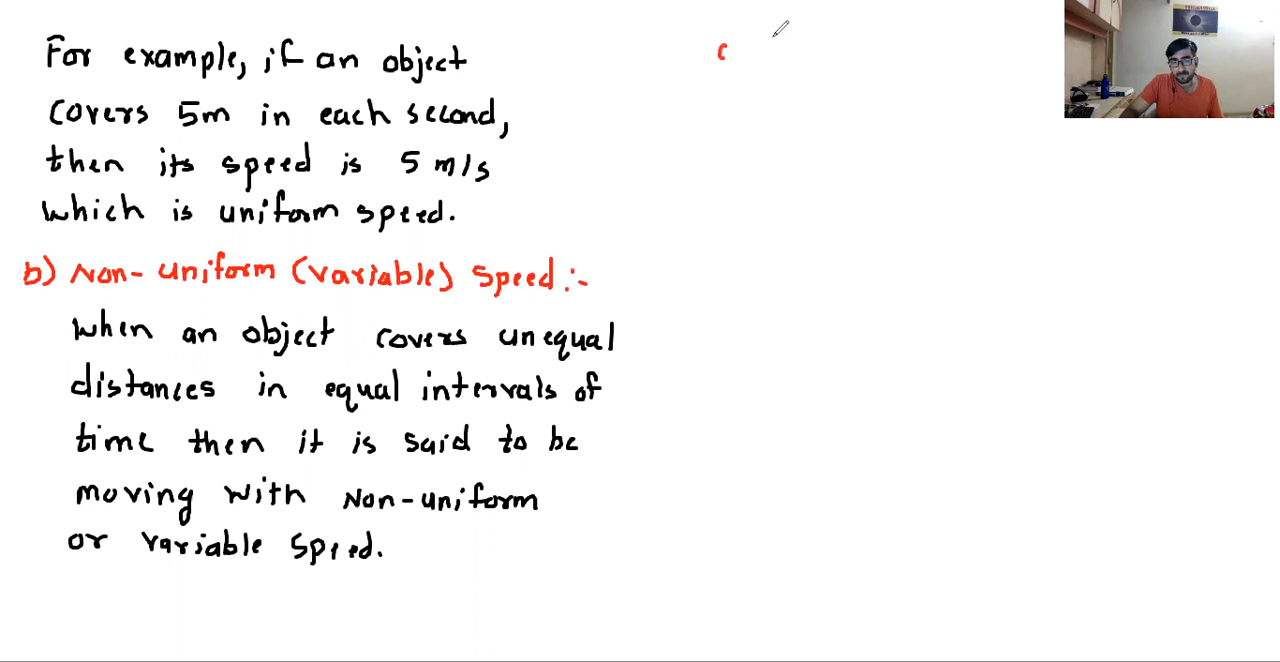 For example, if an object
covers 5m in each second,
then its speed is 5 m/s
which is uniform speed.
b) Non-uniform (variable) speed :-
When an object covers unequal
distances in equal intervals of
time then it is said to be
moving with Non-uniform
or variable speed.
c